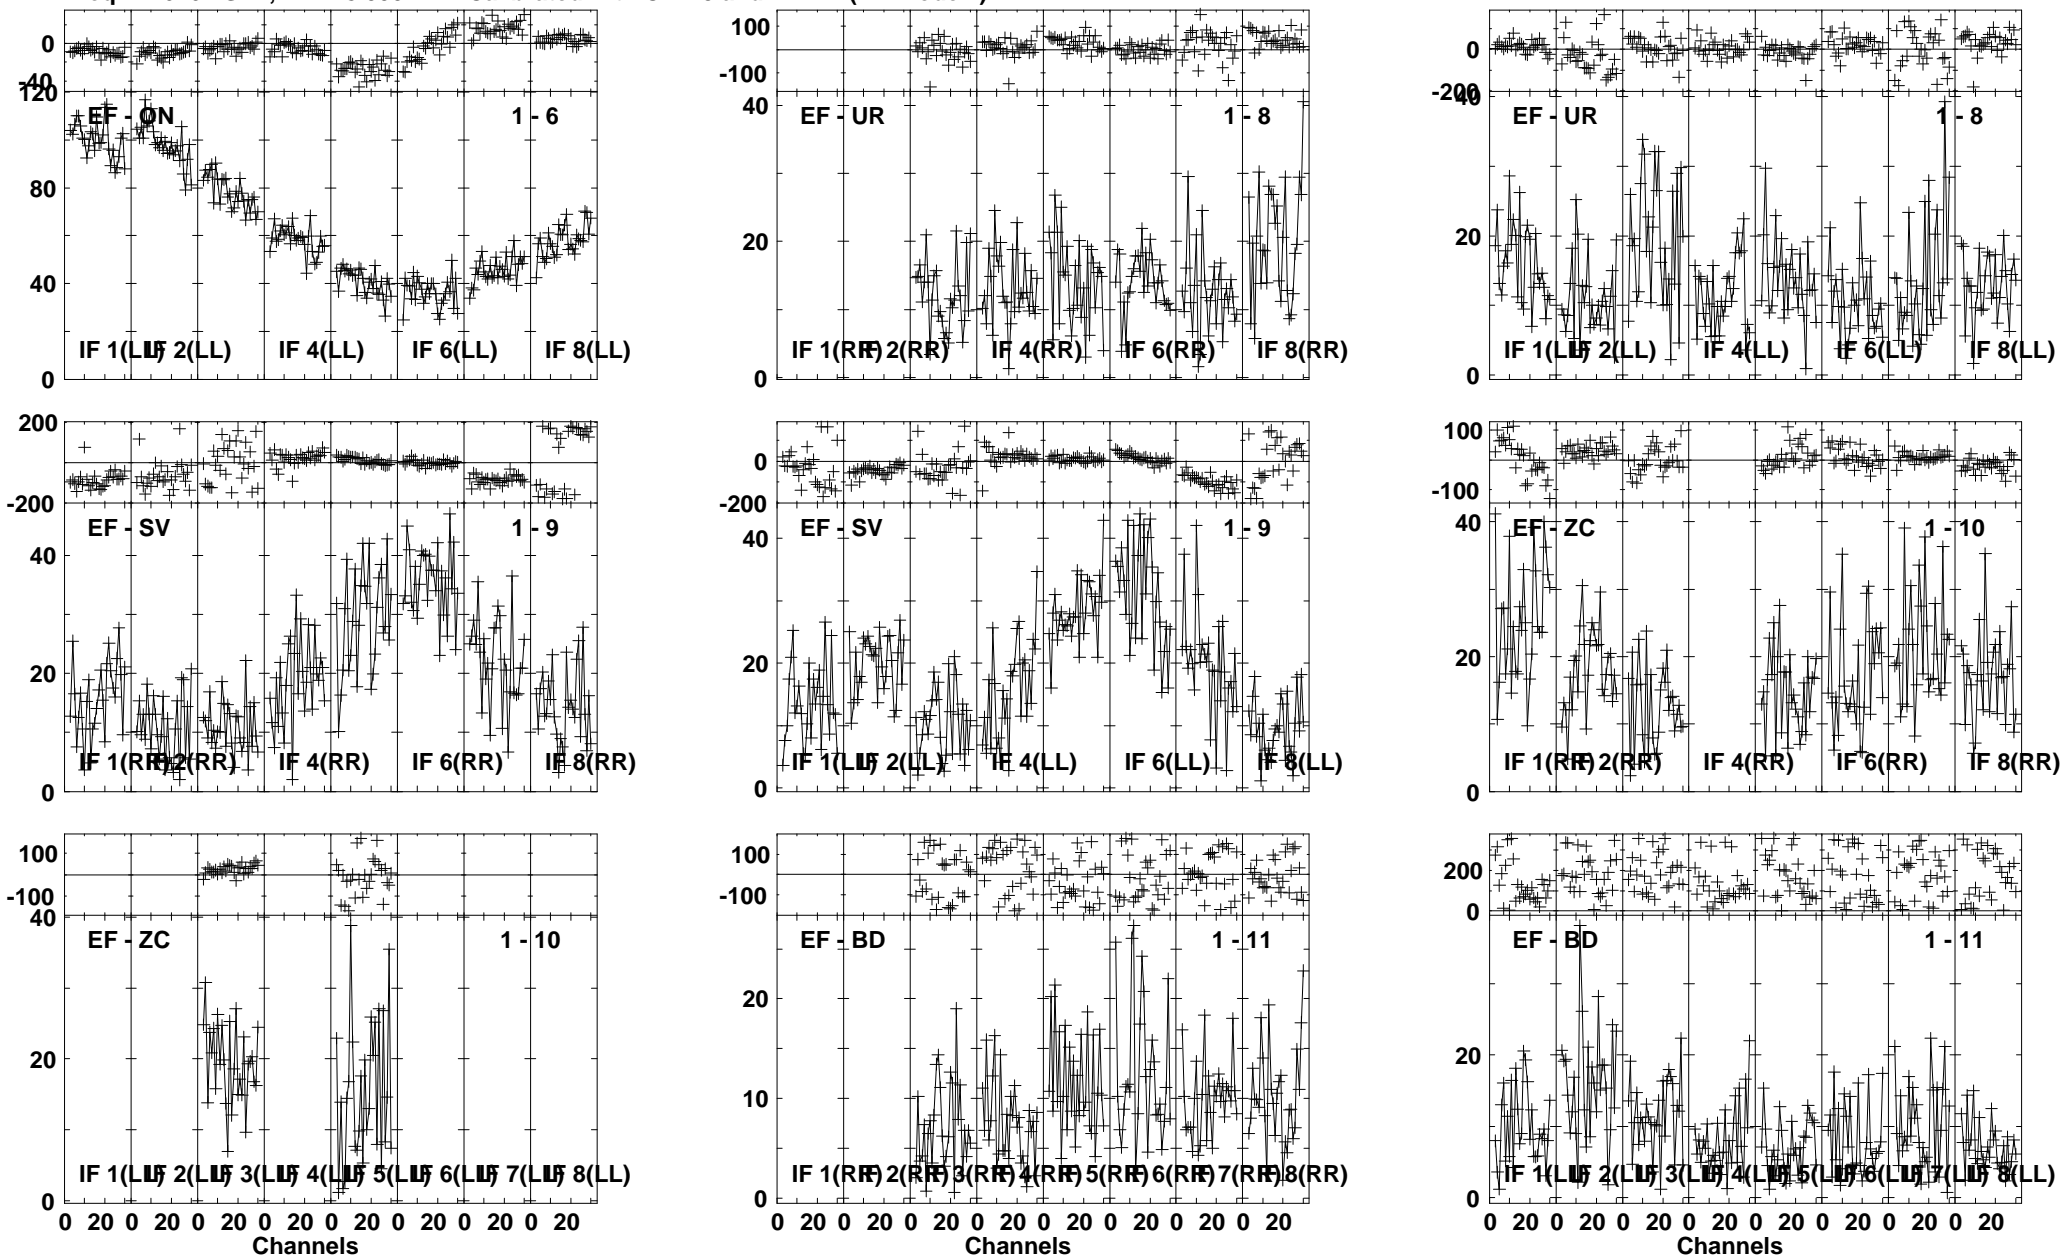 0
-40
120
EF - ON
1 - 6
80
40
IF 1(LL) IF 2(LL) IF 4(LL) IF 6(LL) IF 8(LL)
0
100
-100
40
EF - UR
1 - 8
20
IF 1(RR) IF 2(RR) IF 4(RR) IF 6(RR) IF 8(RR)
0
0
-200
40
EF - UR
1 - 8
20
IF 1(LL) IF 2(LL) IF 4(LL) IF 6(LL) IF 8(LL)
0
200
-200
EF - SV
1 - 9
40
20
IF 1(RR) IF 2(RR) IF 4(RR) IF 6(RR) IF 8(RR)
0
0
-200
EF - SV
1 - 9
40
20
IF 1(LL) IF 2(LL) IF 4(LL) IF 6(LL) IF 8(LL)
0
100
-100
40
EF - ZC
1 - 10
20
IF 1(RR) IF 2(RR) IF 4(RR) IF 6(RR) IF 8(RR)
0
100
-100
40
EF - ZC
1 - 10
20
IF 1(LL) IF 2(LL) IF 3(LL) IF 4(LL) IF 5(LL) IF 6(LL) IF 7(LL) IF 8(LL)
0
0 20 0 20 0 20 0 20 0 20 0 20 0 20 0 20
Channels
100
-100
EF - BD
1 - 11
20
10
IF 1(RR) IF 2(RR) IF 3(RR) IF 4(RR) IF 5(RR) IF 6(RR) IF 7(RR) IF 8(RR)
0
0 20 0 20 0 20 0 20 0 20 0 20 0 20 0 20
Channels
200
0
EF - BD
1 - 11
20
IF 1(LL) IF 2(LL) IF 3(LL) IF 4(LL) IF 5(LL) IF 6(LL) IF 7(LL) IF 8(LL)
0
0 20 0 20 0 20 0 20 0 20 0 20 0 20 0 20
Channels